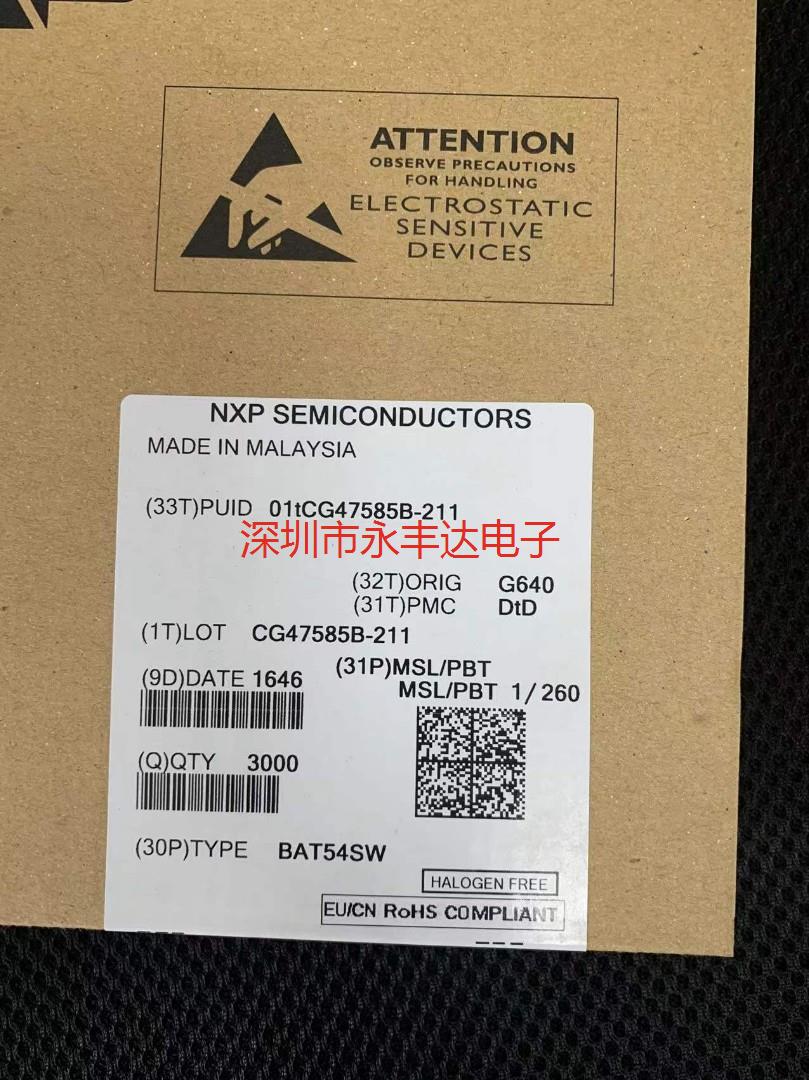 ATTENTION
OBSERVE PRECAUTIONS
FOR HANDLING
ELECTROSTATIC
SENSITIVE
DEVICES
NXP SEMICONDUCTORS
MADE IN MALAYSIA
(33T)PUID 01tCG47585B-211
深圳市永丰达电子
(32T)ORIG G640
(31T)PMC DtD
(1T)LOT CG47585B-211
(31P)MSL/PBT
(9D)DATE 1646
MSL/PBT 1/260
(Q)QTY 3000
(30P)TYPE BAT54SW
HALOGEN FREE
EU/CN RoHS COMPLIANT